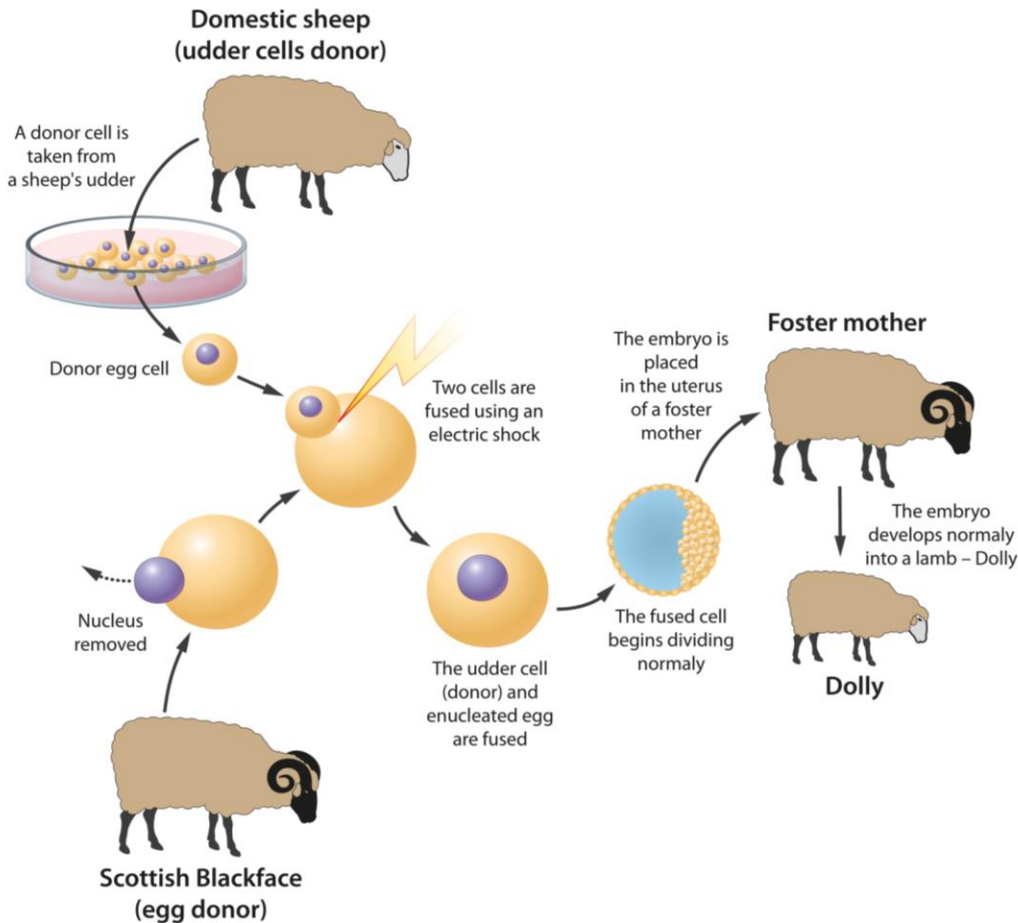 Domestic sheep
(udder cells donor)
A donor cell is
taken from
a sheep's udder
Donor egg cell
Two cells are
fused using an
electric shock
Nucleus
removed
Scottish Blackface
(egg donor)
The udder cell
(donor) and
enucleated egg
are fused
The fused cell
begins dividing
normaly
The embryo is
placed
in the uterus
of a foster
mother
Foster mother
The embryo
develops normaly
into a lamb – Dolly
Dolly